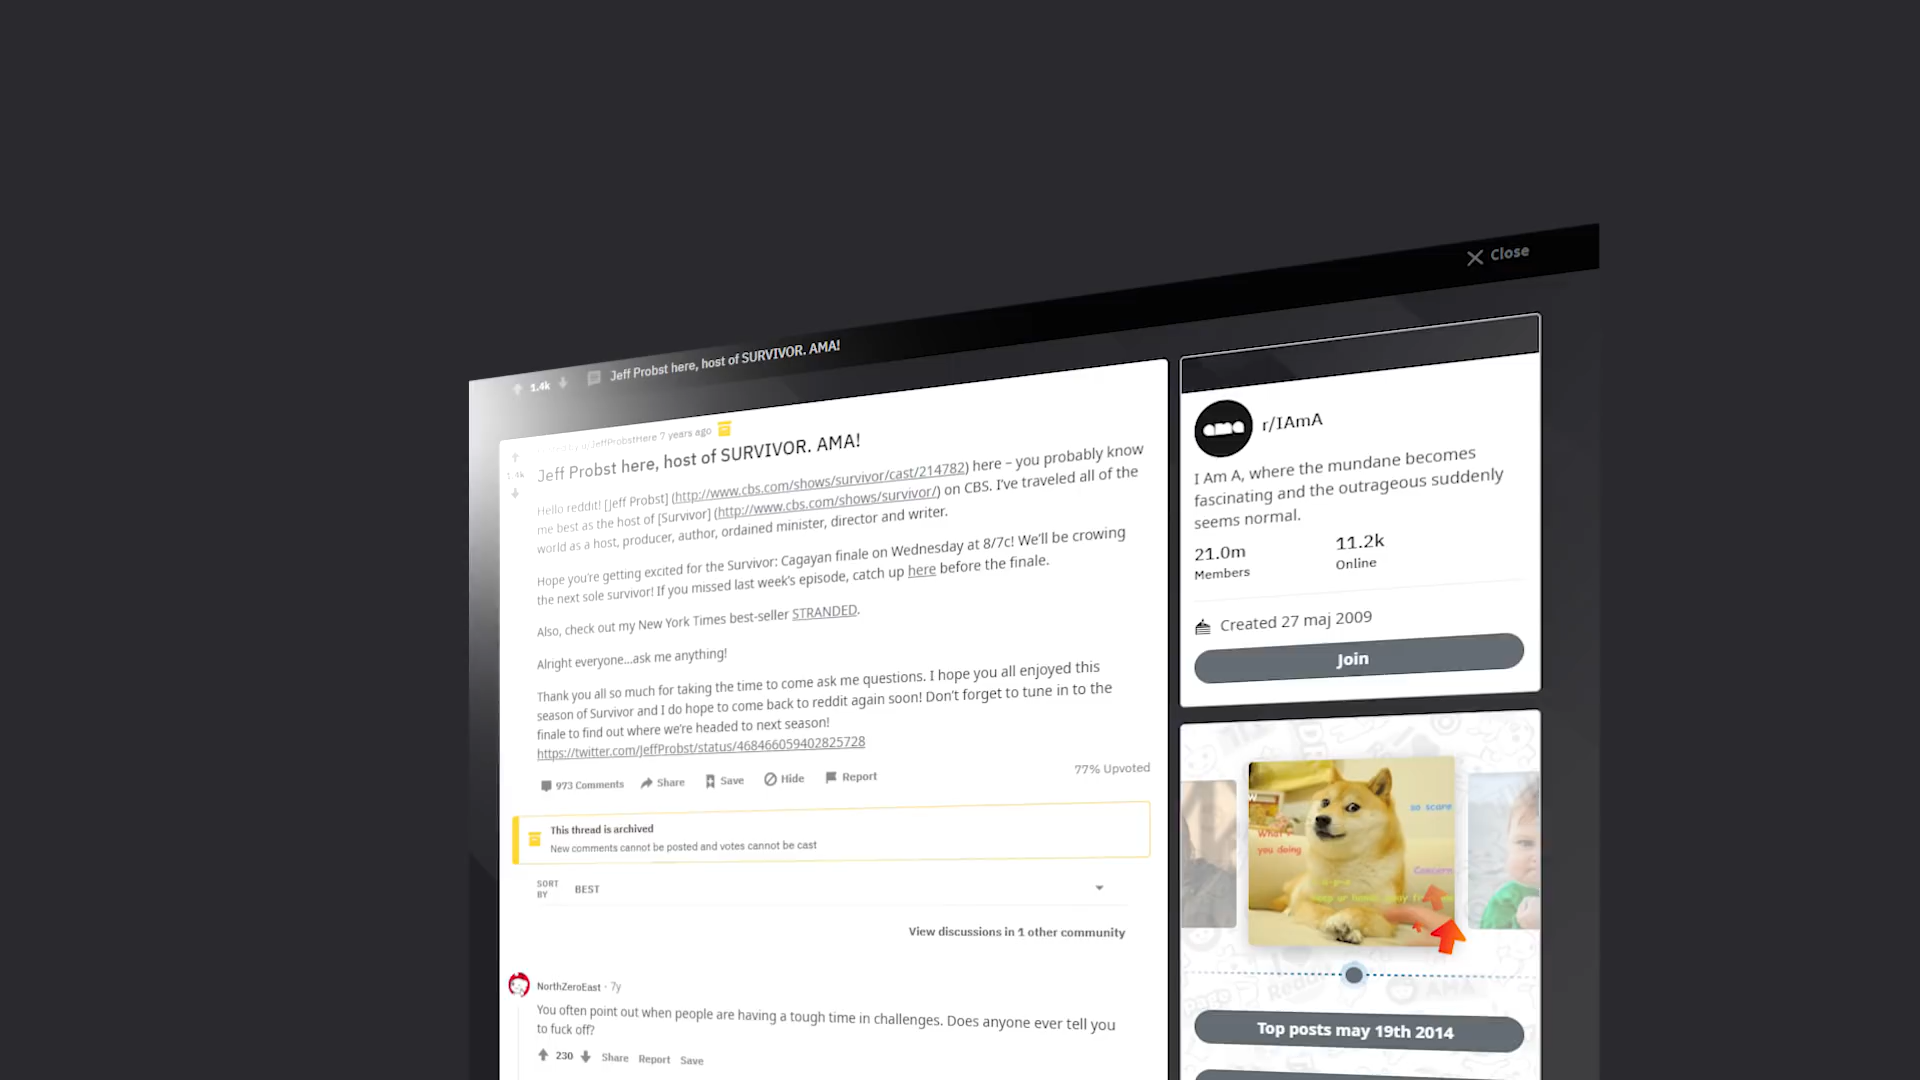 Close
1.4k
Jeff Probst here, host of SURVIVOR. AMA!
u/JeffProbstHere 7 years ago
1.4k
Jeff Probst here, host of SURVIVOR. AMA!
Hello reddit! [Jeff Probst] (http://www.cbs.com/shows/survivor/cast/214782) here – you probably know
me best as the host of [Survivor] (http://www.cbs.com/shows/survivor/) on CBS. I've traveled all of the
world as a host, producer, author, ordained minister, director and writer.
Hope you're getting excited for the Survivor: Cagayan finale on Wednesday at 8/7c! We'll be crowing
the next sole survivor! If you missed last week's episode, catch up here before the finale.
Also, check out my New York Times best-seller STRANDED.
Alright everyone...ask me anything!
Thank you all so much for taking the time to come ask me questions. I hope you all enjoyed this
season of Survivor and I do hope to come back to reddit again soon! Don't forget to tune in to the
finale to find out where we're headed to next season!
https://twitter.com/JeffProbst/status/468466059402825728
973 Comments Share Save Hide Report 77% Upvoted
This thread is archived
New comments cannot be posted and votes cannot be cast
SORT BY BEST
View discussions in 1 other community
NorthZeroEast · 7y
You often point out when people are having a tough time in challenges. Does anyone ever tell you
to fuck off?
230 Share Report Save
ama r/IAmA
I Am A, where the mundane becomes
fascinating and the outrageous suddenly
seems normal.
21.0m 11.2k
Members Online
Created 27 maj 2009
Join
so scare
What
you doing
Concern
Top posts may 19th 2014